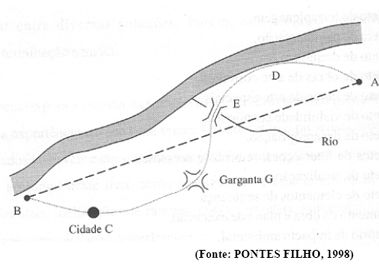 D
A
E
Rio
Garganta G
B
Cidade C
(Fonte: PONTES FILHO, 1998)